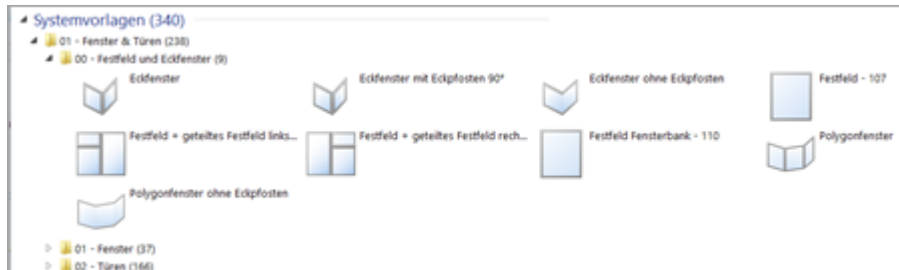 Systemvorlagen (340)
01 - Fenster & Türen (238)
00 - Festfeld und Eckfenster (9)
Eckfenster
Eckfenster mit Eckpfosten 90°
Eckfenster ohne Eckpfosten
Festfeld - 107
Festfeld + geteiltes Festfeld links...
Festfeld + geteiltes Festfeld rech...
Festfeld Fensterbank - 110
Polygonfenster
Polygonfenster ohne Eckpfosten
01 - Fenster (37)
02 - Türen (166)